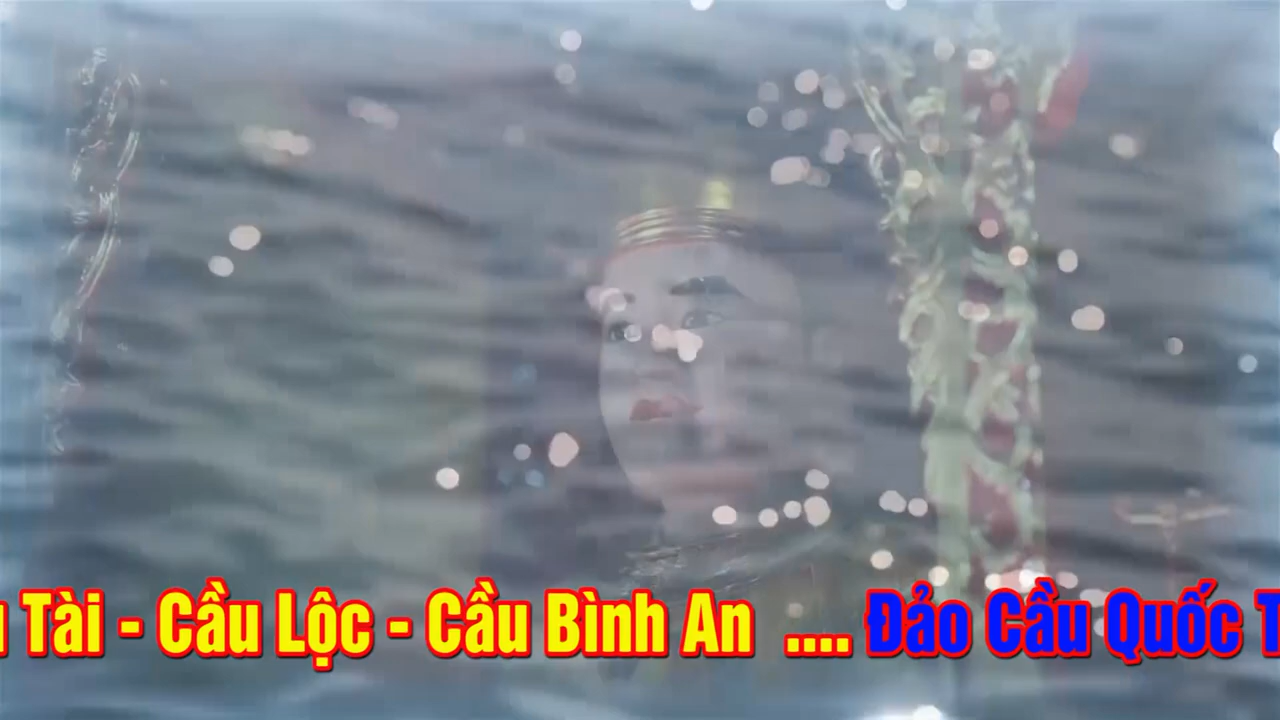 Tài - Cầu Lộc - Cầu Bình An .... Đảo Cầu Quốc